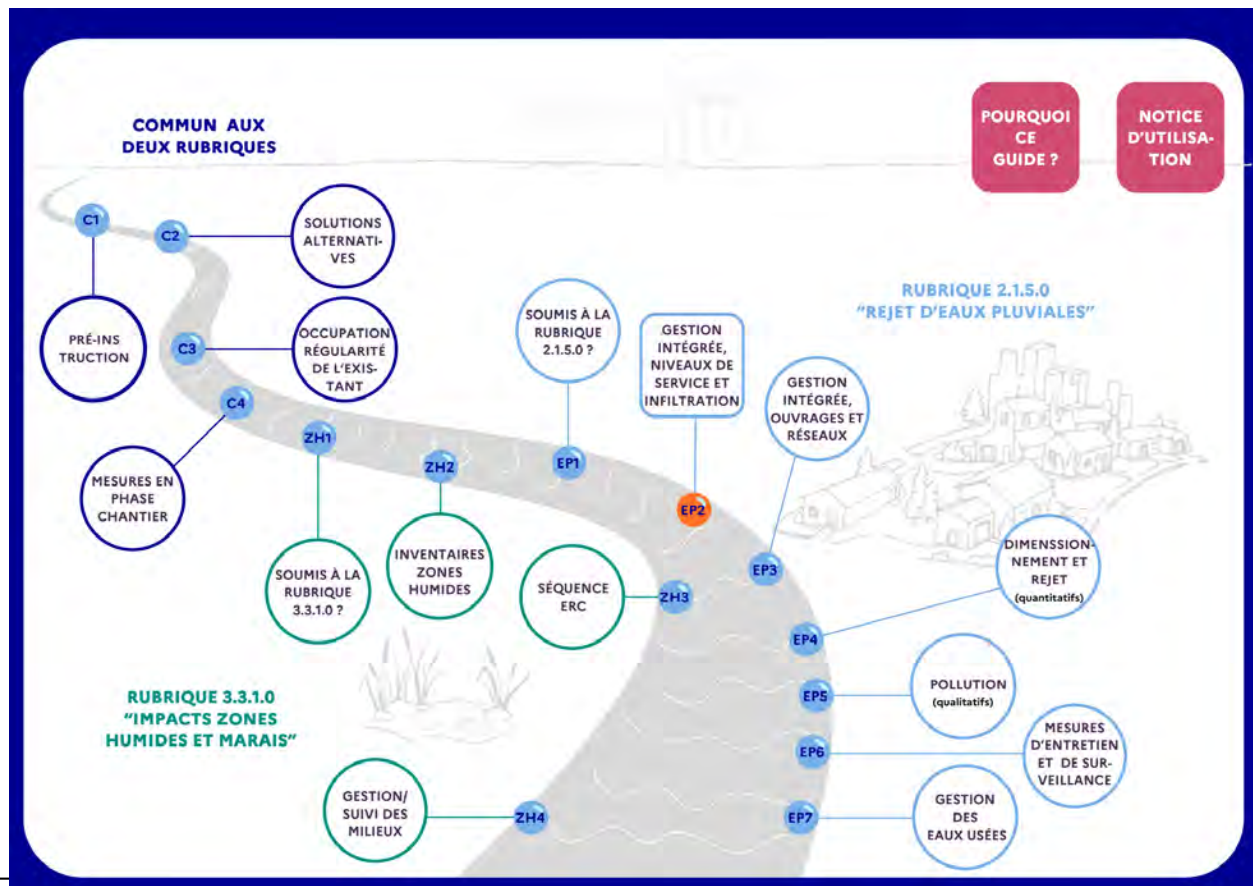 COMMUN AUX
DEUX RUBRIQUES
POURQUOI
CE
GUIDE ?
NOTICE
D'UTILISA-
TION
C1
C2
SOLUTIONS
ALTERNATI-
VES
PRÉ-INS
TRUCTION
C3
OCCUPATION
RÉGULARITÉ
DE L'EXIS-
TANT
C4
MESURES EN
PHASE
CHANTIER
RUBRIQUE 2.1.5.0
"REJET D'EAUX PLUVIALES"
SOUMIS À LA
RUBRIQUE
2.1.5.0 ?
GESTION
INTÉGRÉE,
NIVEAUX DE
SERVICE ET
INFILTRATION
GESTION
INTÉGRÉE,
OUVRAGES ET
RÉSEAUX
ZH1
ZH2
EP1
EP2
EP3
SOUMIS À LA
RUBRIQUE
3.3.1.0 ?
INVENTAIRES
ZONES
HUMIDES
SÉQUENCE
ERC
ZH3
DIMENSSION-
NEMENT ET
REJET
(quantitatifs)
EP4
EP5
POLLUTION
(qualitatifs)
RUBRIQUE 3.3.1.0
"IMPACTS ZONES
HUMIDES ET MARAIS"
EP6
MESURES
D'ENTRETIEN
ET DE SUR-
VEILLANCE
GESTION/
SUIVI DES
MILIEUX
ZH4
EP7
GESTION
DES
EAUX USÉES